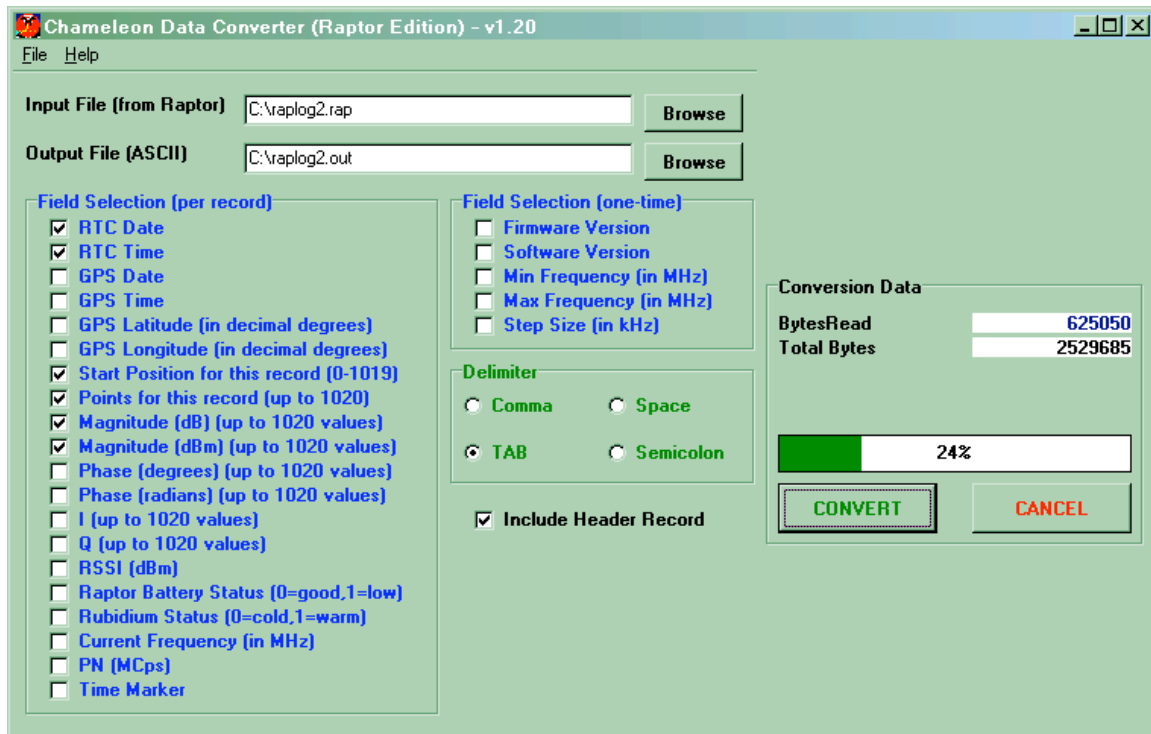 Chameleon Data Converter (Raptor Edition) - v1.20
File Help
Input File (from Raptor) C:\raplog2.rap Browse
Output File (ASCII) C:\raplog2.out Browse
Field Selection (per record)
RTC Date
RTC Time
GPS Date
GPS Time
GPS Latitude (in decimal degrees)
GPS Longitude (in decimal degrees)
Start Position for this record (0-1019)
Points for this record (up to 1020)
Magnitude (dB) (up to 1020 values)
Magnitude (dBm) (up to 1020 values)
Phase (degrees) (up to 1020 values)
Phase (radians) (up to 1020 values)
I (up to 1020 values)
Q (up to 1020 values)
RSSI (dBm)
Raptor Battery Status (0=good,1=low)
Rubidium Status (0=cold,1=warm)
Current Frequency (in MHz)
PN (MCps)
Time Marker
Field Selection (one-time)
Firmware Version
Software Version
Min Frequency (in MHz)
Max Frequency (in MHz)
Step Size (in kHz)
Delimiter
Comma Space
TAB Semicolon
Include Header Record
Conversion Data
BytesRead 625050
Total Bytes 2529685
24%
CONVERT CANCEL